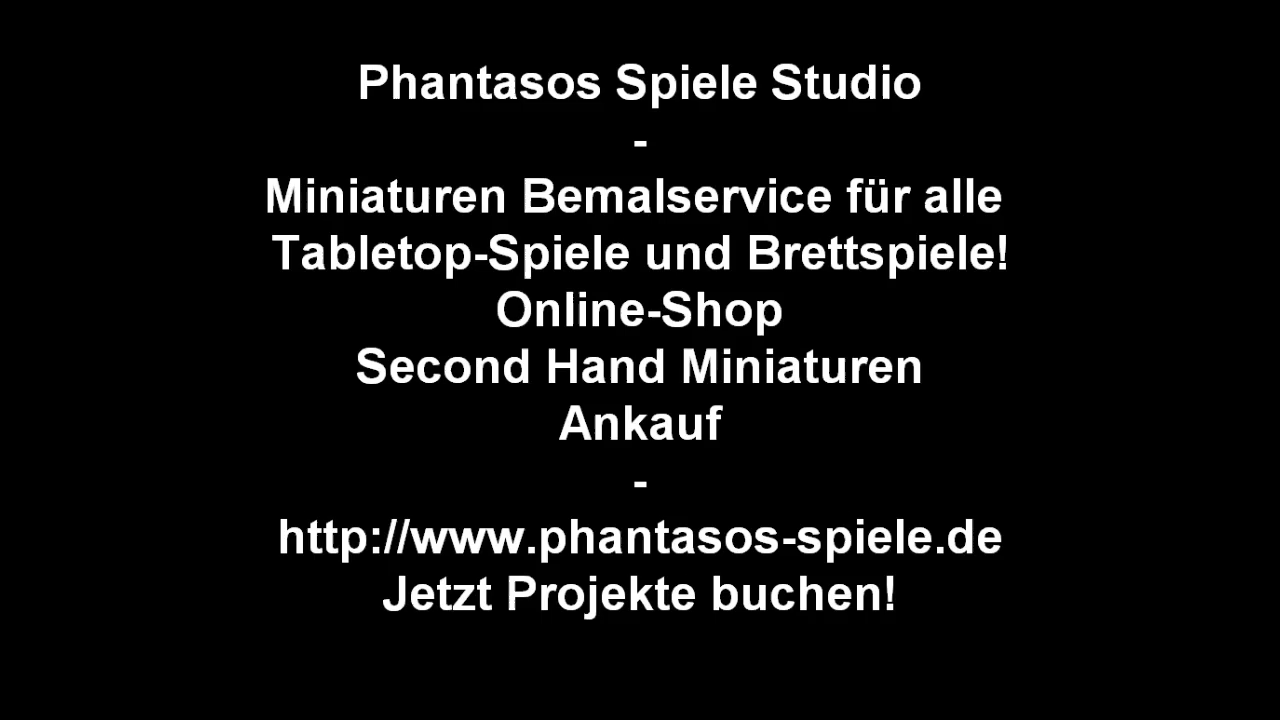 Phantasos Spiele Studio
-
Miniaturen Bemalservice für alle
Tabletop-Spiele und Brettspiele!
Online-Shop
Second Hand Miniaturen
Ankauf
-
http://www.phantasos-spiele.de
Jetzt Projekte buchen!